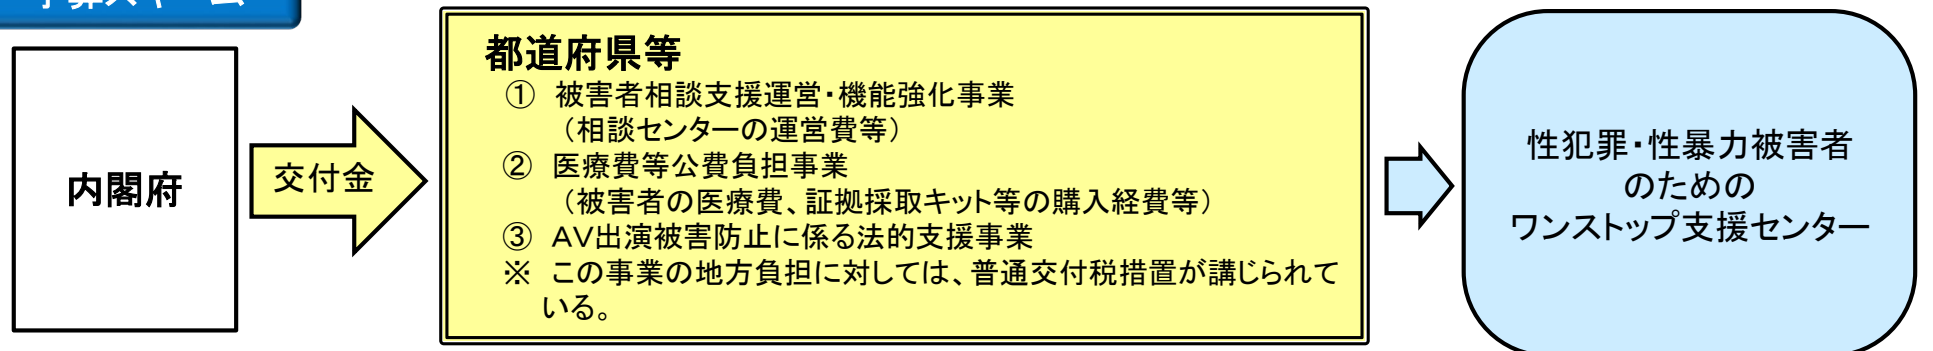 予算スキーム
内閣府
交付金
都道府県等
① 被害者相談支援運営・機能強化事業
（相談センターの運営費等）
② 医療費等公費負担事業
（被害者の医療費、証拠採取キット等の購入経費等）
③ AV出演被害防止に係る法的支援事業
※ この事業の地方負担に対しては、普通交付税措置が講じられて
いる。
性犯罪・性暴力被害者
のための
ワンストップ支援センター